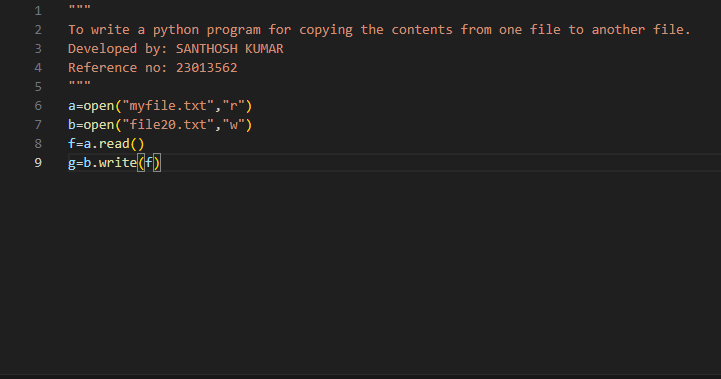 1 """
2 To write a python program for copying the contents from one file to another file.
3 Developed by: SANTHOSH KUMAR
4 Reference no: 23013562
5 """
6 a=open("myfile.txt","r")
7 b=open("file20.txt","w")
8 f=a.read()
9 g=b.write(f)